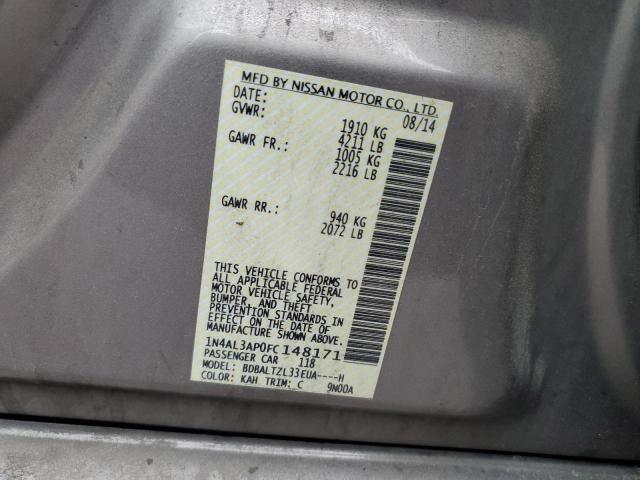 MFD BY NISSAN MOTOR CO., LTD.
DATE: 08/14
GVWR: 1910 KG
4211 LB
GAWR FR.: 1005 KG
2216 LB
GAWR RR.: 940 KG
2072 LB
THIS VEHICLE CONFORMS TO
ALL APPLICABLE FEDERAL
MOTOR VEHICLE SAFETY,
BUMPER, AND THEFT
PREVENTION STANDARDS IN
EFFECT ON THE DATE OF
MANUFACTURE SHOWN ABOVE.
1N4AL3AP0FC148171
PASSENGER CAR 118
MODEL: BDBALTZL33EUA----H
COLOR: KAH TRIM: C 9N00A